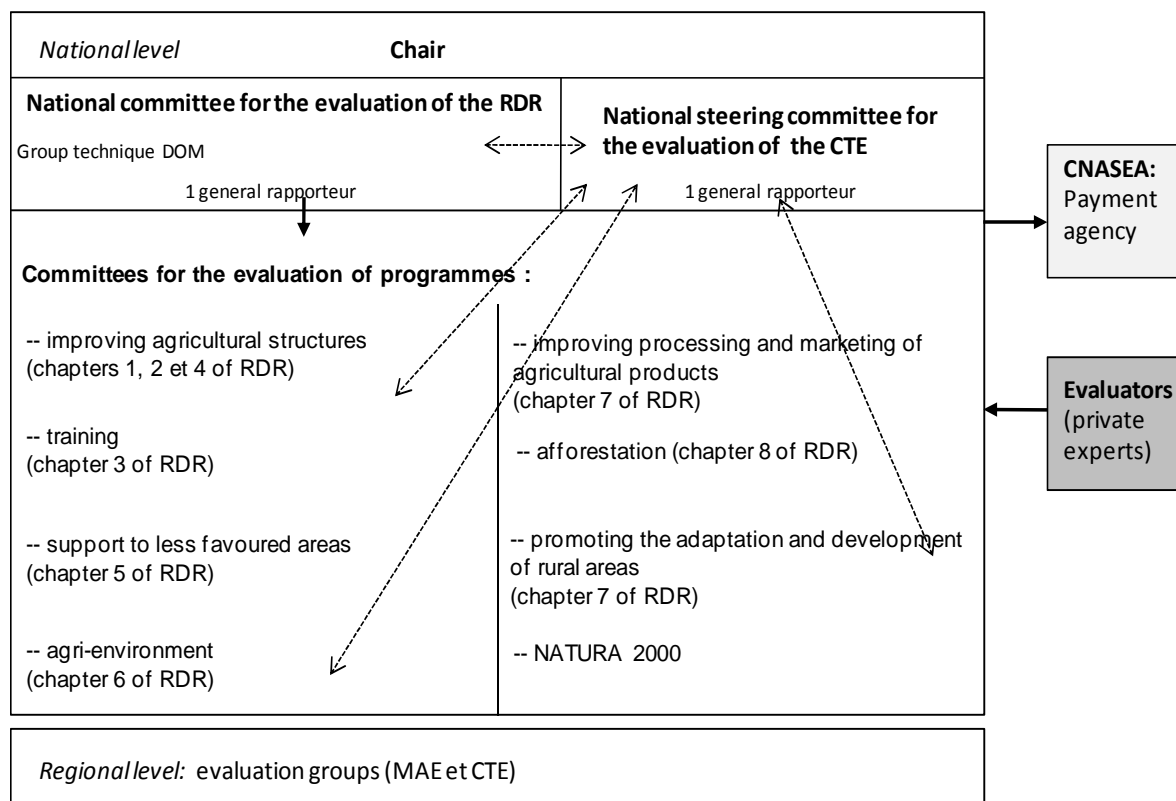 National level Chair
National committee for the evaluation of the RDR
Group technique DOM
1 general rapporteur
National steering committee for
the evaluation of the CTE
1 general rapporteur
CNASEA:
Payment
agency
Committees for the evaluation of programmes :
-- improving agricultural structures
(chapters 1, 2 et 4 of RDR)
-- training
(chapter 3 of RDR)
-- support to less favoured areas
(chapter 5 of RDR)
-- agri-environment
(chapter 6 of RDR)
-- improving processing and marketing of
agricultural products
(chapter 7 of RDR)
-- afforestation (chapter 8 of RDR)
-- promoting the adaptation and development
of rural areas
(chapter 7 of RDR)
-- NATURA 2000
Evaluators
(private
experts)
Regional level: evaluation groups (MAE et CTE)